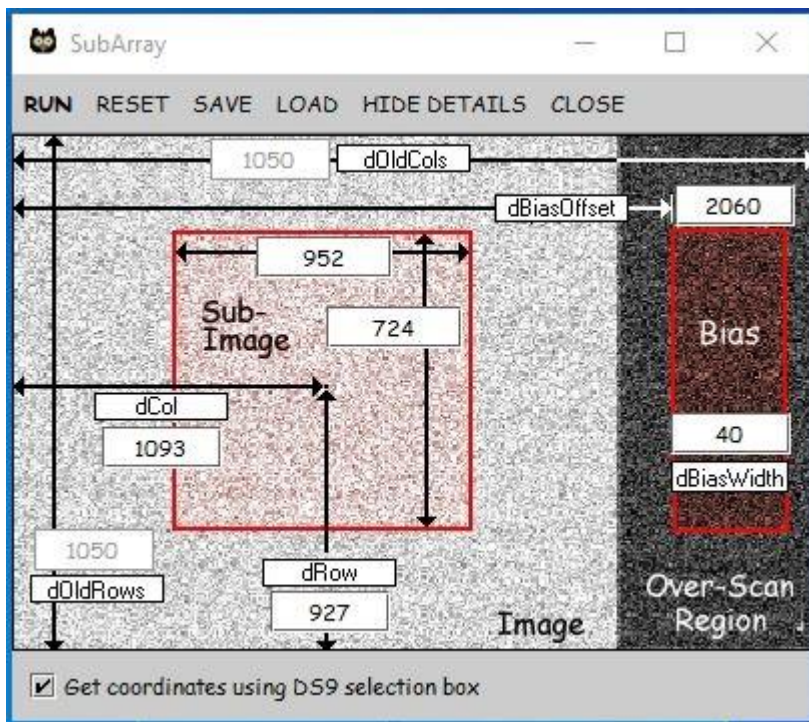 SubArray
RUN RESET SAVE LOAD HIDE DETAILS CLOSE
1050 dOldCols
dBiasOffset 2060
952
Sub-
Image
724
Bias
dCol
1093
40
dBiasWidth
1050
dOldRows
dRow
927
Over-Scan
Region
Image
Get coordinates using DS9 selection box